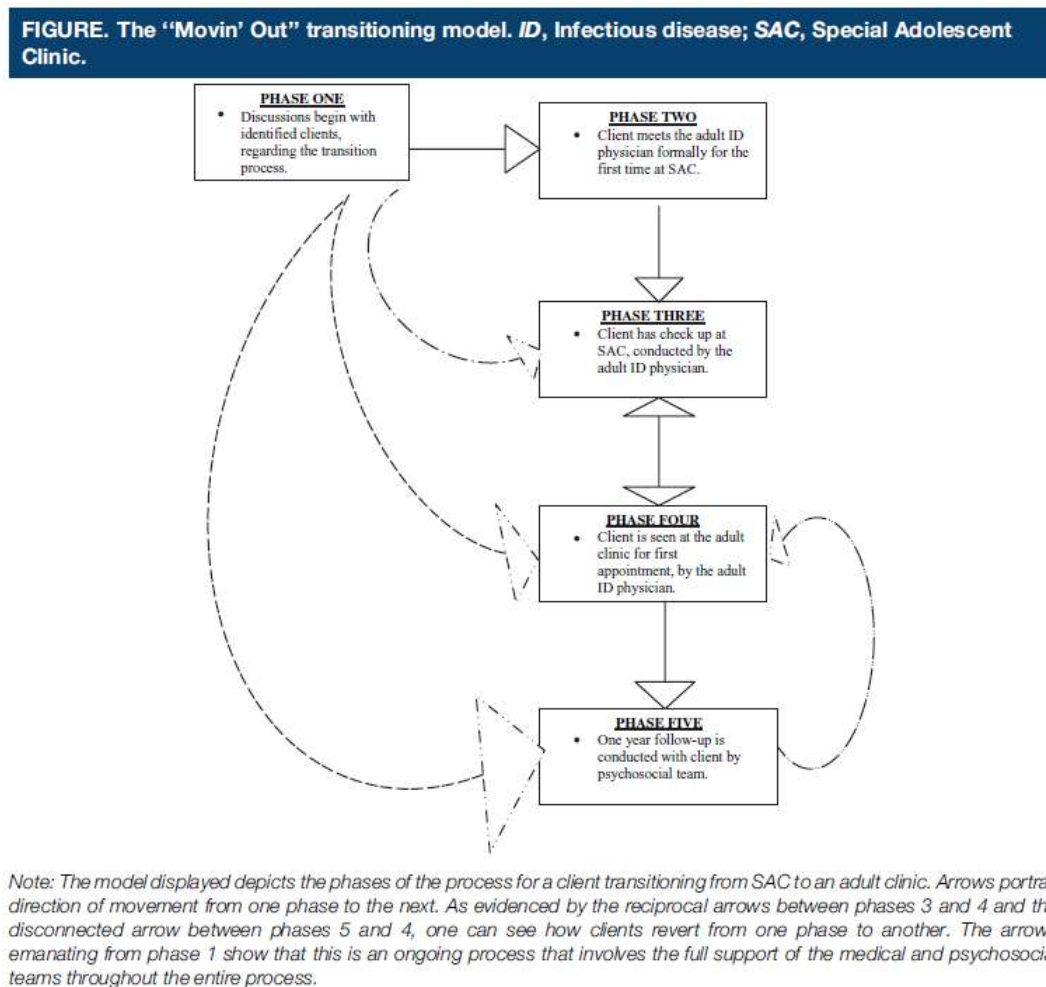 FIGURE. The “Movin’ Out” transitioning model. ID, Infectious disease; SAC, Special Adolescent
Clinic.
PHASE ONE
• Discussions begin with
identified clients,
regarding the transition
process.
PHASE TWO
• Client meets the adult ID
physician formally for the
first time at SAC.
PHASE THREE
• Client has check up at
SAC, conducted by the
adult ID physician.
PHASE FOUR
• Client is seen at the adult
clinic for first
appointment, by the adult
ID physician.
PHASE FIVE
• One year follow-up is
conducted with client by
psychosocial team.
Note: The model displayed depicts the phases of the process for a client transitioning from SAC to an adult clinic. Arrows portra
direction of movement from one phase to the next. As evidenced by the reciprocal arrows between phases 3 and 4 and th
disconnected arrow between phases 5 and 4, one can see how clients revert from one phase to another. The arrow
emanating from phase 1 show that this is an ongoing process that involves the full support of the medical and psychosocia
teams throughout the entire process.